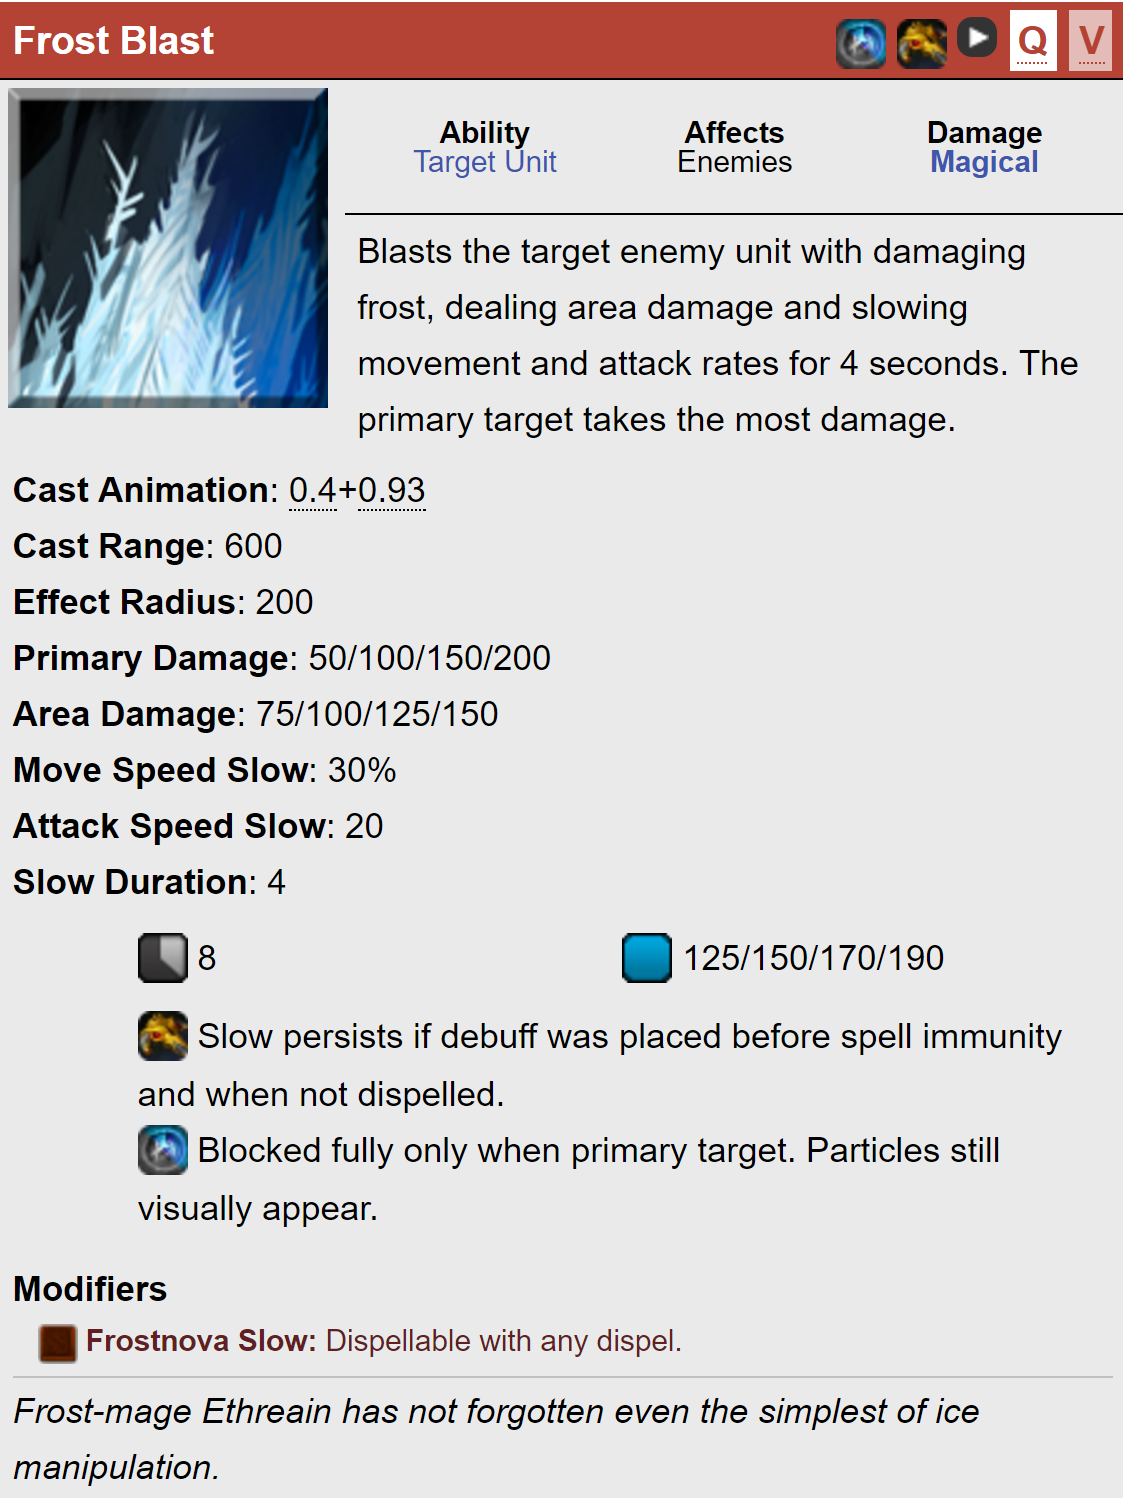 Frost Blast Q V
Ability Affects Damage
Target Unit Enemies Magical
Blasts the target enemy unit with damaging
frost, dealing area damage and slowing
movement and attack rates for 4 seconds. The
primary target takes the most damage.
Cast Animation: 0.4+0.93
Cast Range: 600
Effect Radius: 200
Primary Damage: 50/100/150/200
Area Damage: 75/100/125/150
Move Speed Slow: 30%
Attack Speed Slow: 20
Slow Duration: 4
8 125/150/170/190
Slow persists if debuff was placed before spell immunity
and when not dispelled.
Blocked fully only when primary target. Particles still
visually appear.
Modifiers
Frostnova Slow: Dispellable with any dispel.
Frost-mage Ethreain has not forgotten even the simplest of ice
manipulation.